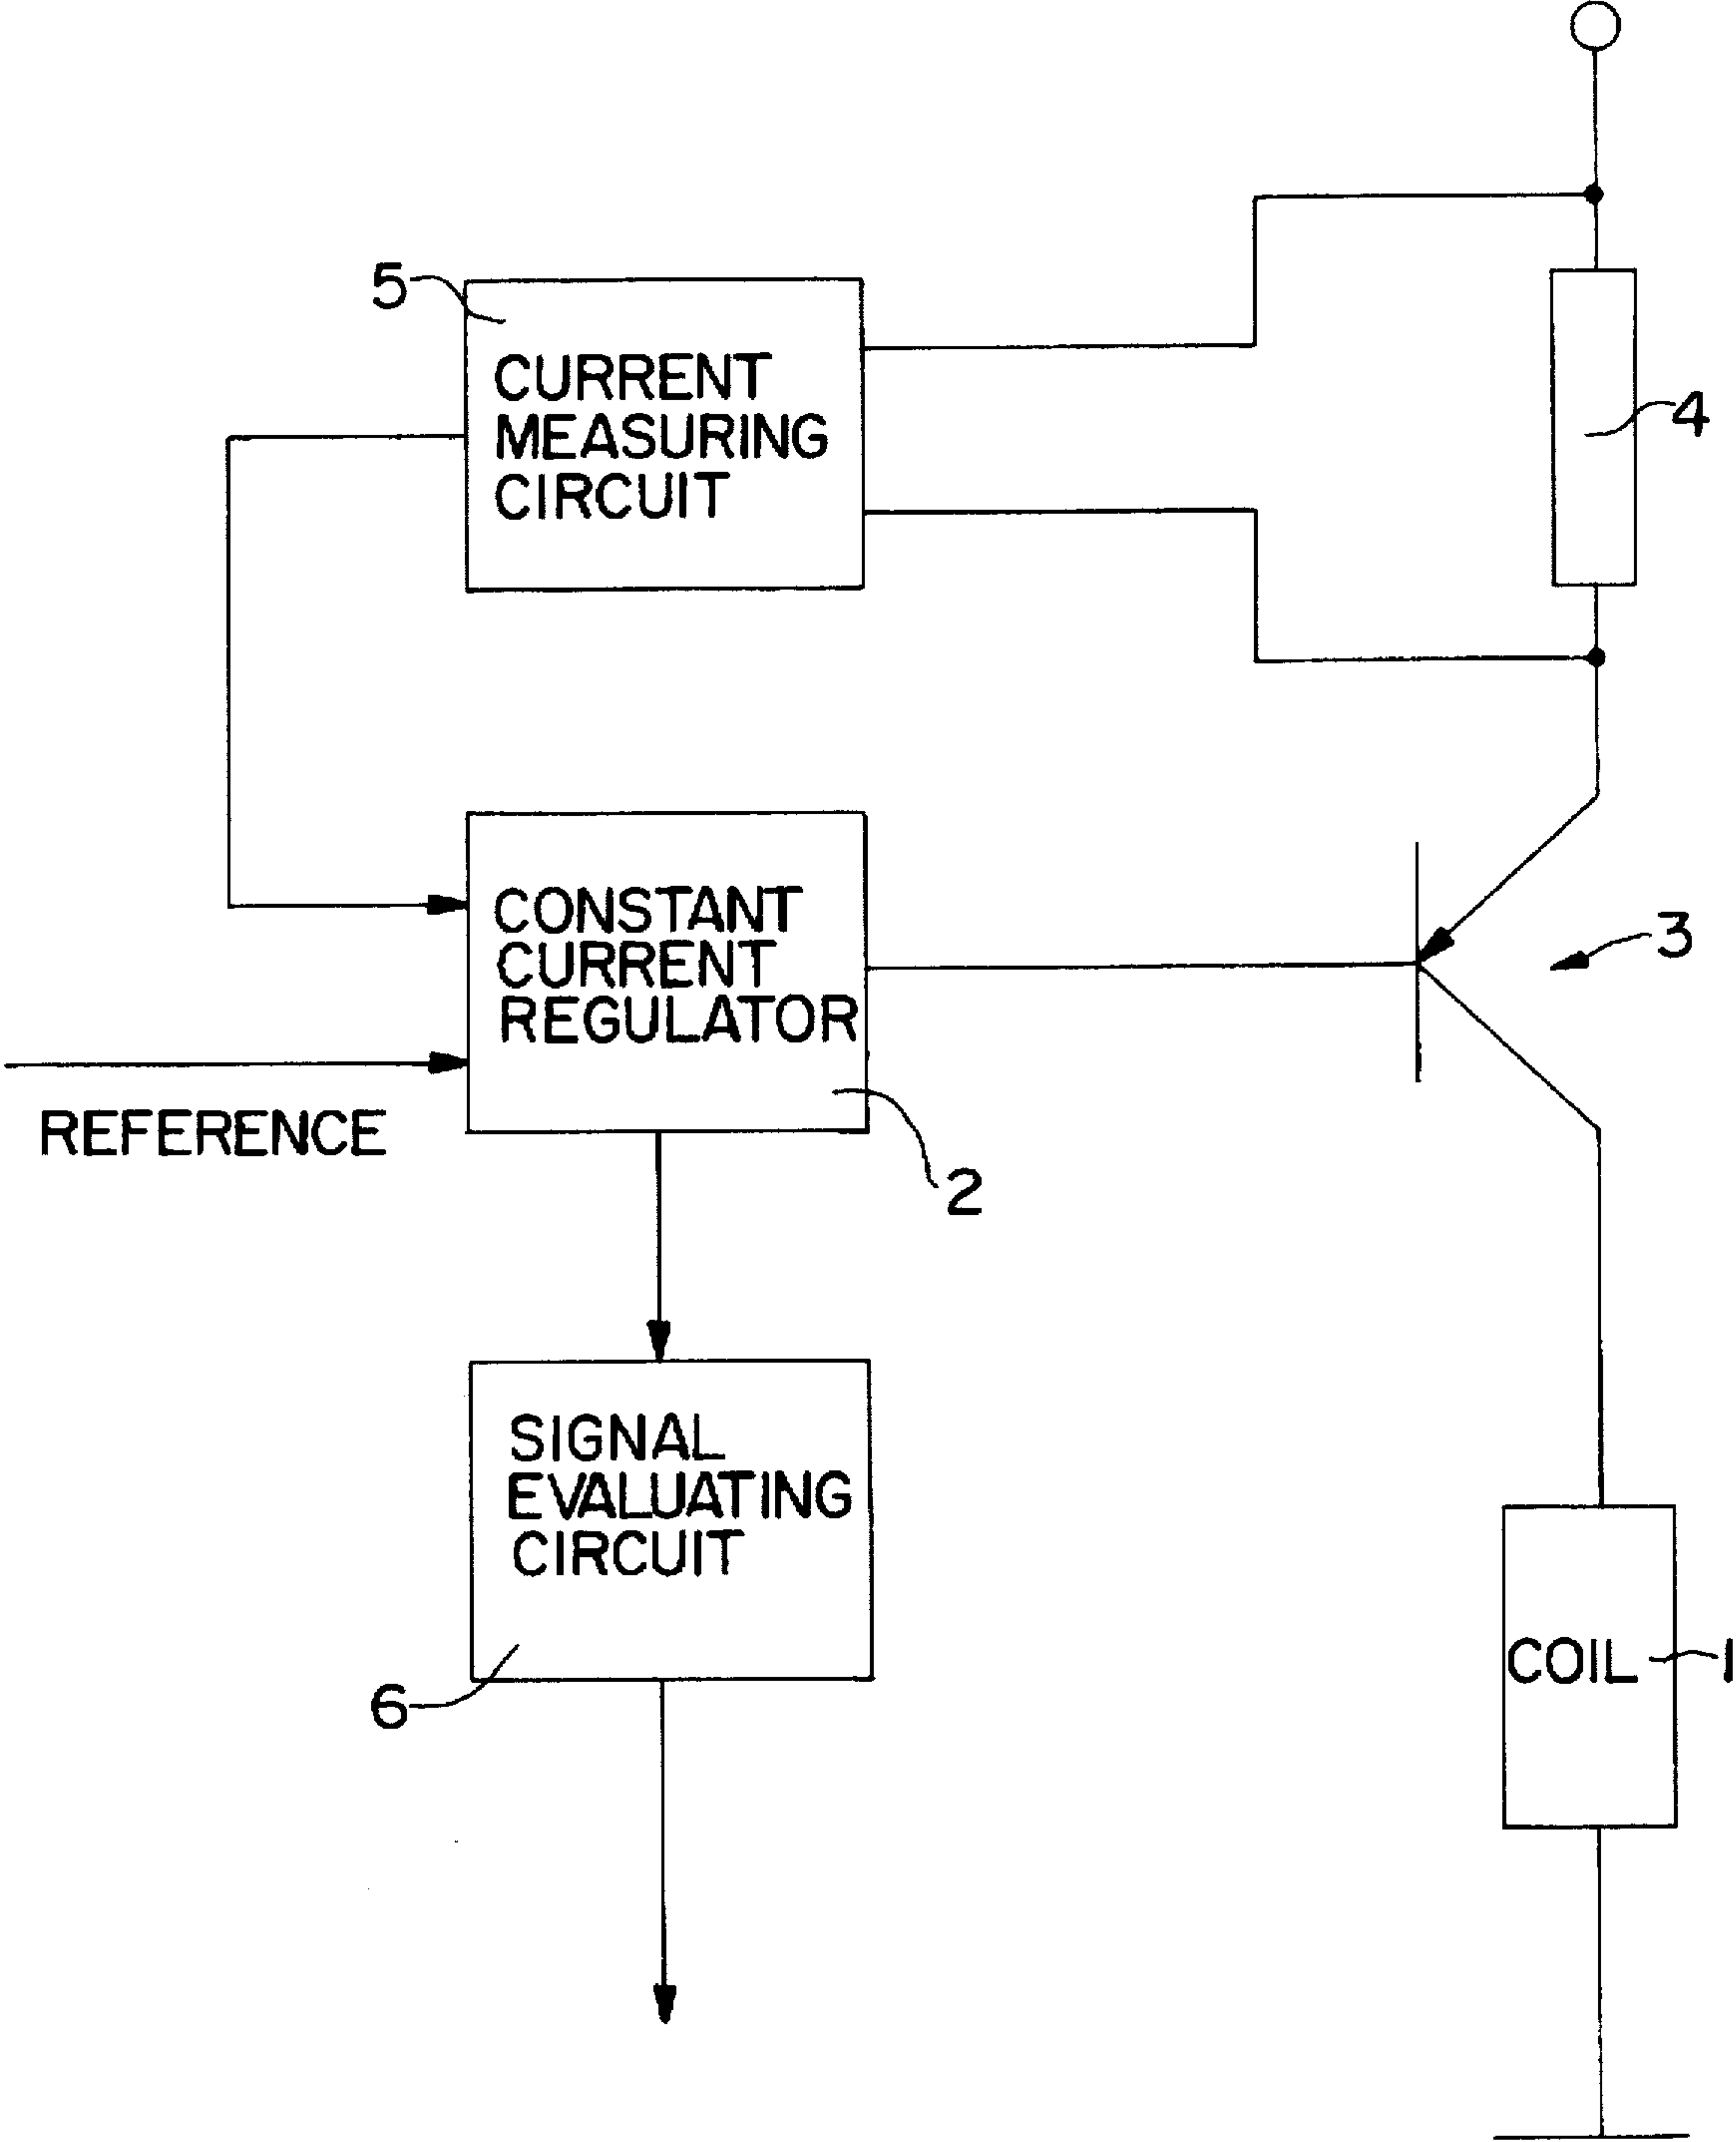 5
CURRENT
MEASURING
CIRCUIT
4
CONSTANT
CURRENT
REGULATOR
3
REFERENCE
2
SIGNAL
EVALUATING
CIRCUIT
COIL
1
6